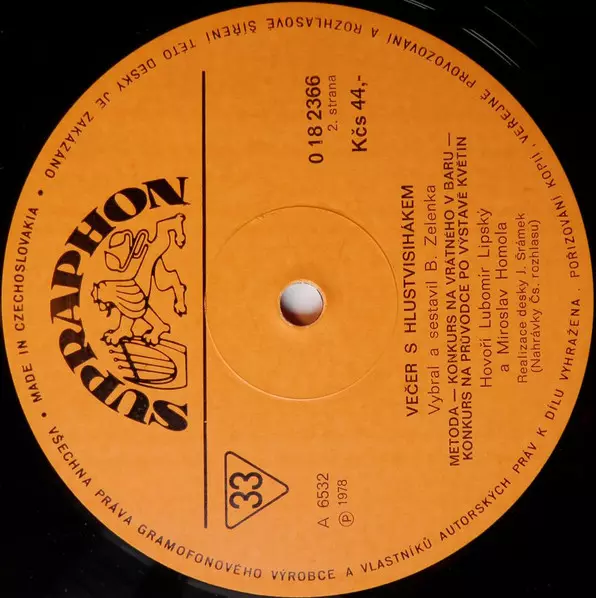 SUPRAPHON
33
A 6532
℗ 1978
0 18 2366
2. strana
Kčs 44,-
VEČER S HLUSTVISIHÁKEM
Vybral a sestavil B. Zelenka
METODA — KONKURS NA VRÁTNÉHO V BARU —
KONKURS NA PRŮVODCE PO VÝSTAVĚ KVĚTIN
Hovoří Lubomír Lipský
a Miroslav Homola
Realizace desky J. Šrámek
(Nahrávky Čs. rozhlasu)
• MADE IN CZECHOSLOVAKIA • VŠECHNA PRÁVA GRAMOFONOVÉHO VÝROBCE A VLASTNÍKŮ AUTORSKÝCH PRÁV K DÍLU VYHRAŽENA. POŘIZOVÁNÍ KOPIÍ, VEŘEJNÉ PROVOZOVÁNÍ A ROZHLASOVÉ ŠÍŘENÍ TÉTO DESKY JE ZAKÁZÁNO